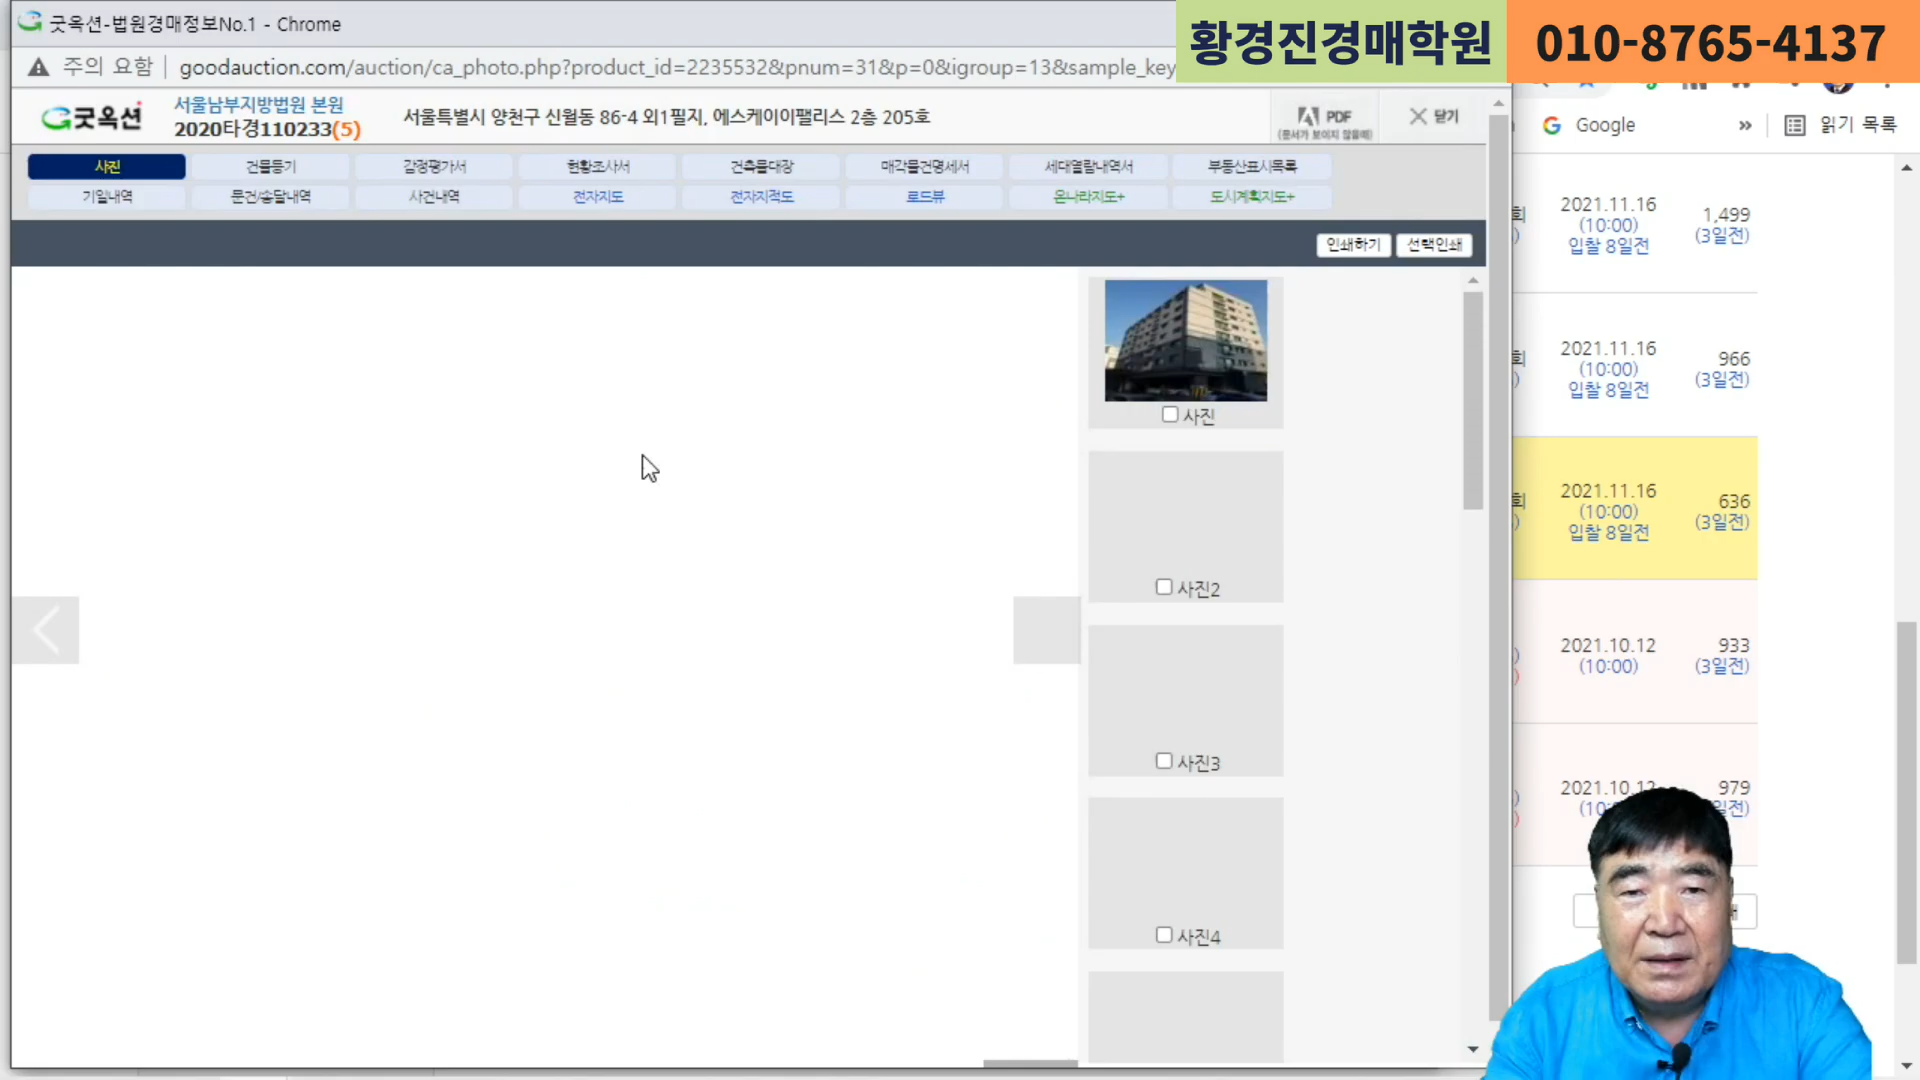 굿옥션-법원경매정보No.1 - Chrome
황경진경매학원 010-8765-4137
주의 요함 goodauction.com/auction/ca_photo.php?product_id=2235532&pnum=31&p=0&igroup=13&sample_key
굿옥션
서울남부지방법원 본원
2020타경110233(5)
서울특별시 양천구 신월동 86-4 외1필지, 에스케이이팰리스 2층 205호
PDF
(문서가 보이지 않을때)
닫기
Google » 읽기 목록
사진 건물등기 감정평가서 현황조사서 건축물대장 매각물건명세서 세대열람내역서 부동산표시목록
기일내역 문건/송달내역 사건내역 전자지도 전자지적도 로드뷰 온나라지도+ 도시계획지도+
인쇄하기 선택인쇄
사진
사진2
사진3
사진4
2021.11.16 1,499
(10:00) (3일전)
입찰 8일전
2021.11.16 966
(10:00) (3일전)
입찰 8일전
2021.11.16 636
(10:00) (3일전)
입찰 8일전
2021.10.12 933
(10:00) (3일전)
2021.10.12 979